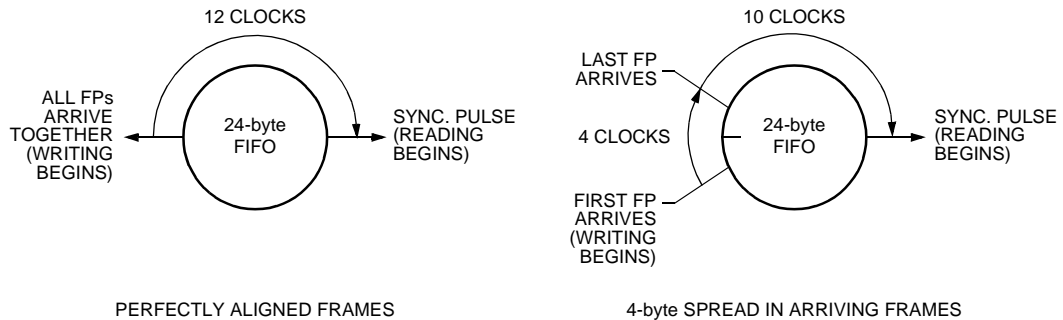 12 CLOCKS
ALL FPs
ARRIVE
TOGETHER
(WRITING
BEGINS)
24-byte
FIFO
SYNC. PULSE
(READING
BEGINS)
PERFECTLY ALIGNED FRAMES
10 CLOCKS
LAST FP
ARRIVES
4 CLOCKS
24-byte
FIFO
SYNC. PULSE
(READING
BEGINS)
FIRST FP
ARRIVES
(WRITING
BEGINS)
4-byte SPREAD IN ARRIVING FRAMES